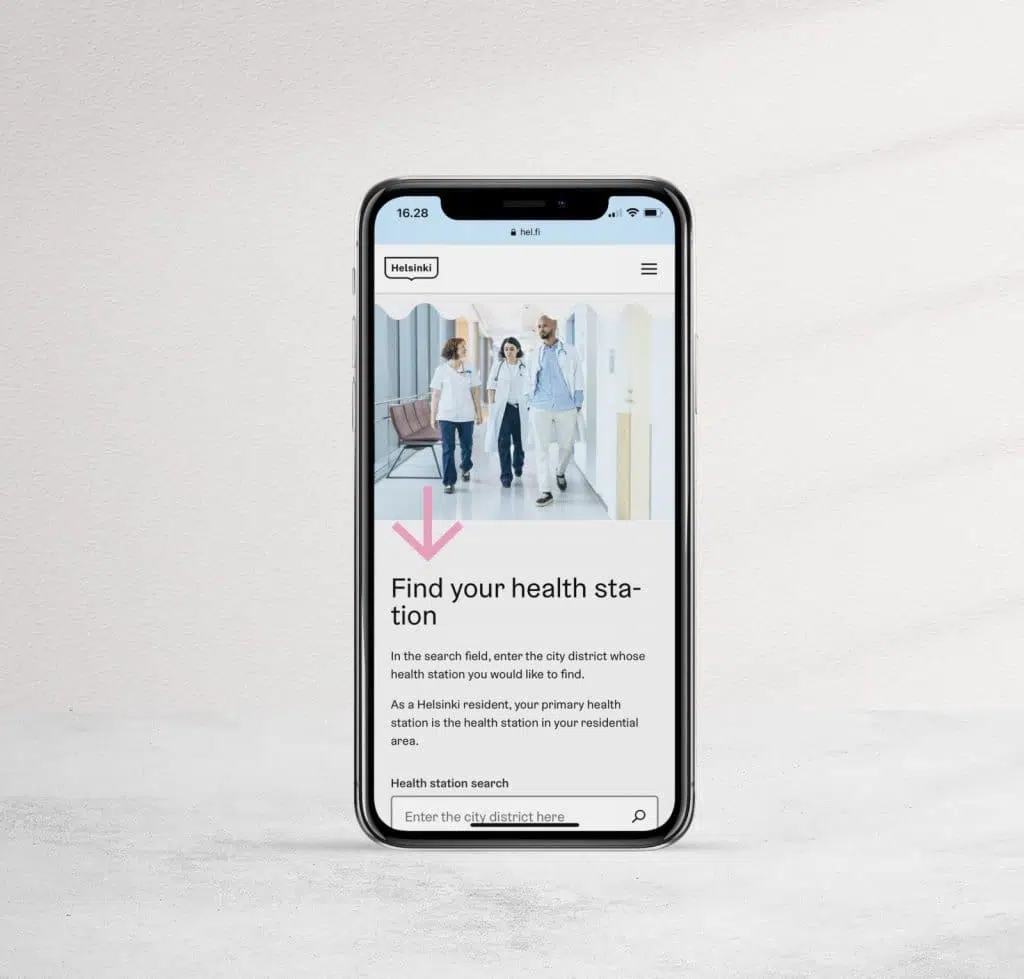 16.28
hel.fi
Helsinki
Find your health sta-
tion
In the search field, enter the city district whose
health station you would like to find.
As a Helsinki resident, your primary health
station is the health station in your residential
area.
Health station search
Enter the city district here